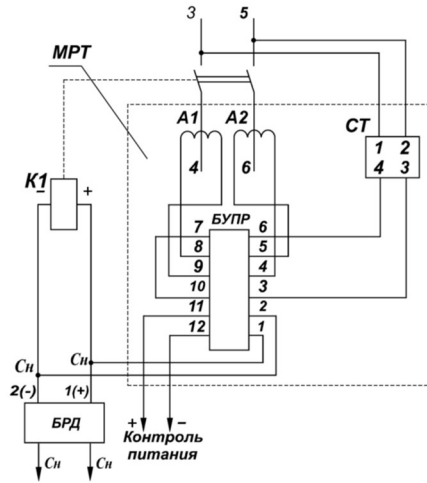 3 5
МРТ
А1 А2 СТ
1 2
4 3
4 6
К1
– +
БУПР
7 6
8 5
9 4
10 3
11 2
12 1
Сн Сн
2(-) 1(+)
БРД
+ –
Контроль
питания
Сн Сн